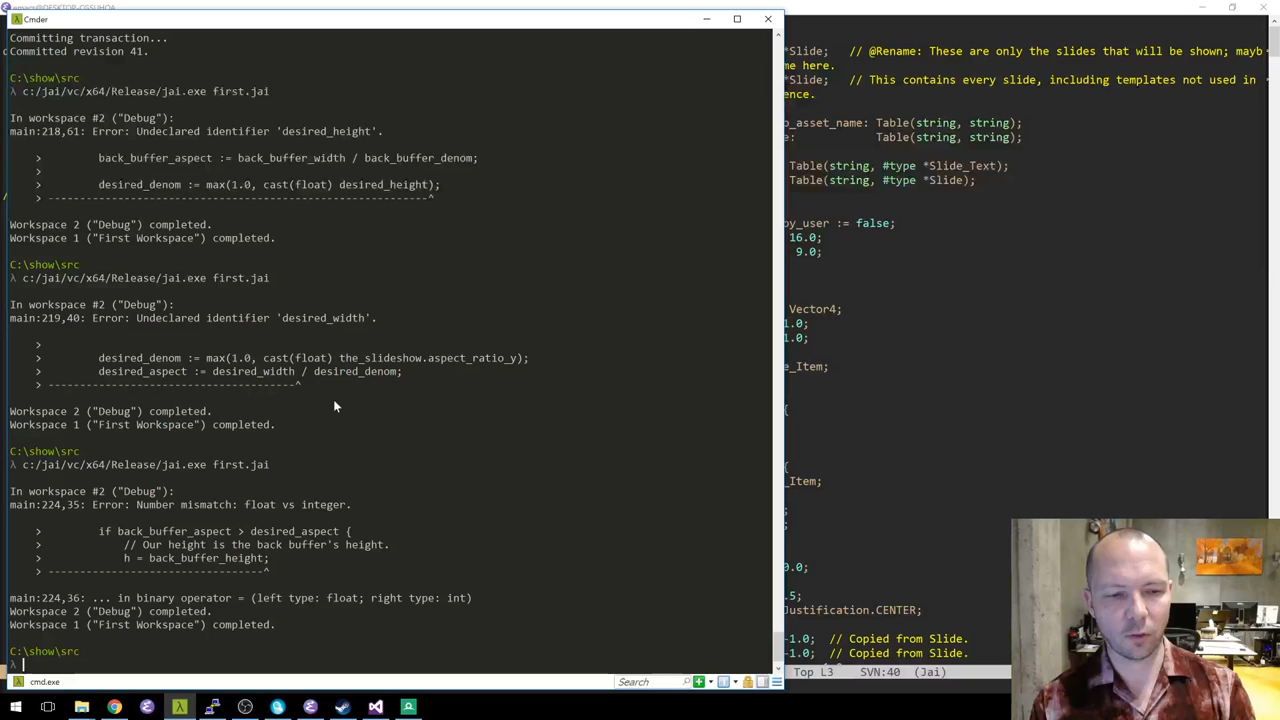 emacs@DESKTOP-CGSUHOA
Cmder
Committing transaction...
Committed revision 41.
C:\show\src
λ c:/jai/vc/x64/Release/jai.exe first.jai
In workspace #2 ("Debug"):
main:218,61: Error: Undeclared identifier 'desired_height'.
> back_buffer_aspect := back_buffer_width / back_buffer_denom;
>
> desired_denom := max(1.0, cast(float) desired_height);
> ------------------------------------------------------------^
Workspace 2 ("Debug") completed.
Workspace 1 ("First Workspace") completed.
C:\show\src
λ c:/jai/vc/x64/Release/jai.exe first.jai
In workspace #2 ("Debug"):
main:219,40: Error: Undeclared identifier 'desired_width'.
>
> desired_denom := max(1.0, cast(float) the_slideshow.aspect_ratio_y);
> desired_aspect := desired_width / desired_denom;
> ---------------------------------------^
Workspace 2 ("Debug") completed.
Workspace 1 ("First Workspace") completed.
C:\show\src
λ c:/jai/vc/x64/Release/jai.exe first.jai
In workspace #2 ("Debug"):
main:224,35: Error: Number mismatch: float vs integer.
> if back_buffer_aspect > desired_aspect {
> // Our height is the back buffer's height.
> h = back_buffer_height;
> ----------------------------------^
main:224,36: ... in binary operator = (left type: float; right type: int)
Workspace 2 ("Debug") completed.
Workspace 1 ("First Workspace") completed.
C:\show\src
λ
cmd.exe
Search
*Slide; // @Rename: These are only the slides that will be shown; mayb
me here.
*Slide; // This contains every slide, including templates not used in
ence.
o_asset_name: Table(string, string);
e: Table(string, string);
Table(string, #type *Slide_Text);
Table(string, #type *Slide);
by_user := false;
16.0;
9.0;
Vector4;
1.0;
1.0;
e_Item;
{
{
_Item;
0.0;
.5;
Justification.CENTER;
-1.0; // Copied from Slide.
-1.0; // Copied from Slide.
Top L3 SVN:40 (Jai)